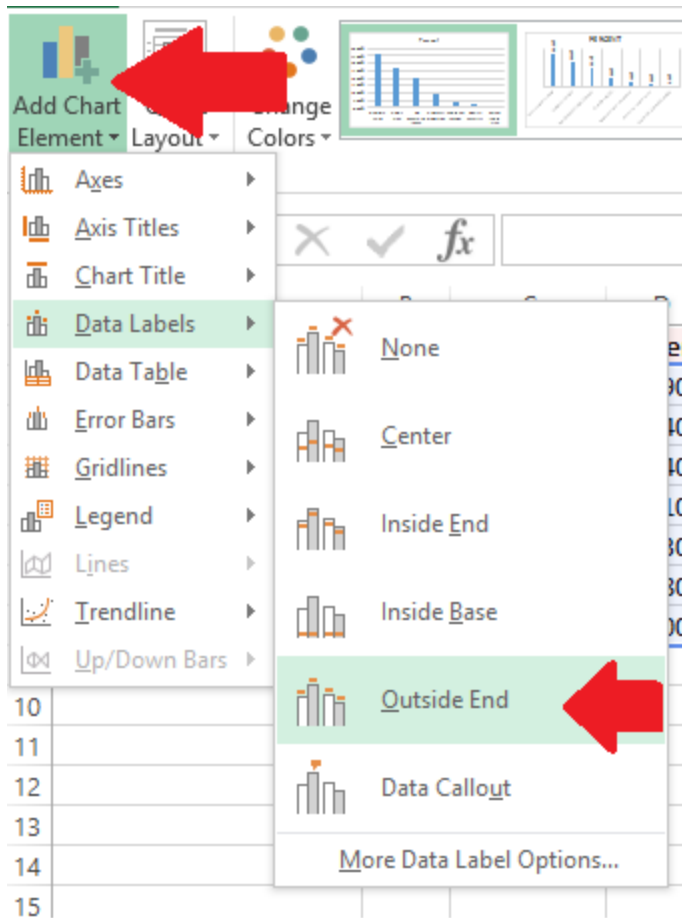 Add Chart
Element
Layout
Change
Colors
PERCENT
Axes
Axis Titles
Chart Title
Data Labels
Data Table
Error Bars
Gridlines
Legend
Lines
Trendline
Up/Down Bars
fx
None
Center
Inside End
Inside Base
Outside End
Data Callout
More Data Label Options...
10
11
12
13
14
15